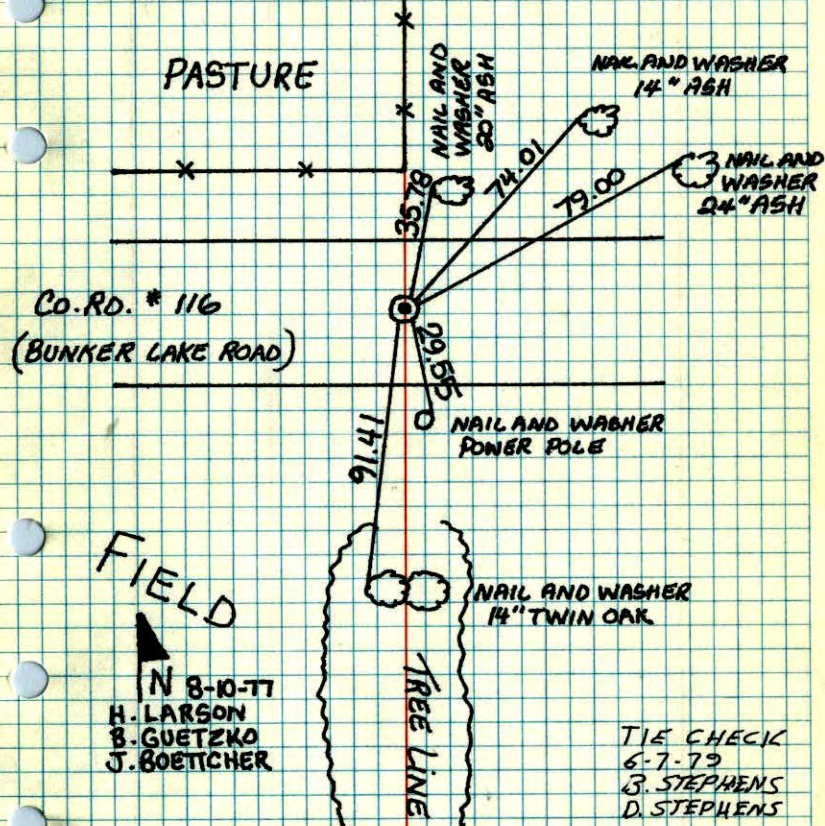 PASTURE
NAIL AND
WASHER
20" ASH
NAIL AND WASHER
14" ASH
NAIL AND
WASHER
24" ASH
35.78
74.01
79.00
CO. RD. # 116
(BUNKER LAKE ROAD)
29.55
NAIL AND WASHER
POWER POLE
91.41
FIELD
NAIL AND WASHER
14" TWIN OAK
N 8-10-77
H. LARSON
B. GUETZKO
J. BOETTCHER
TREE LINE
TIE CHECK
6-7-79
B. STEPHENS
D. STEPHENS